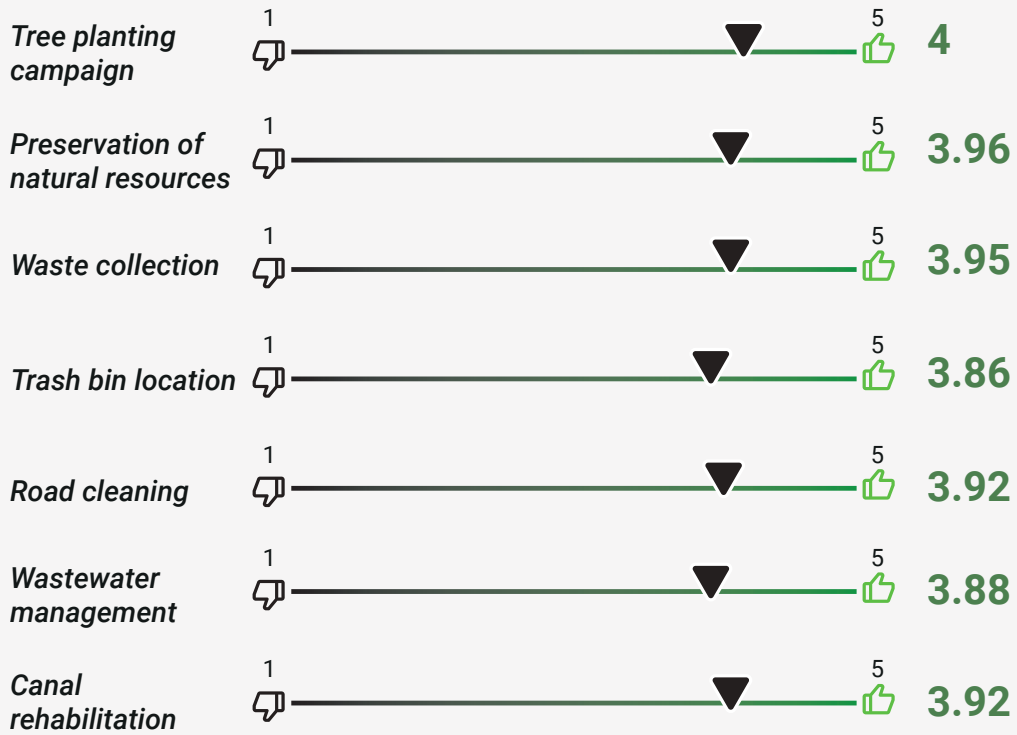 1
5
Tree planting
campaign
4
1
5
Preservation of
natural resources
3.96
1
5
Waste collection
3.95
1
5
Trash bin location
3.86
1
5
Road cleaning
3.92
1
5
Wastewater
management
3.88
1
5
Canal
rehabilitation
3.92